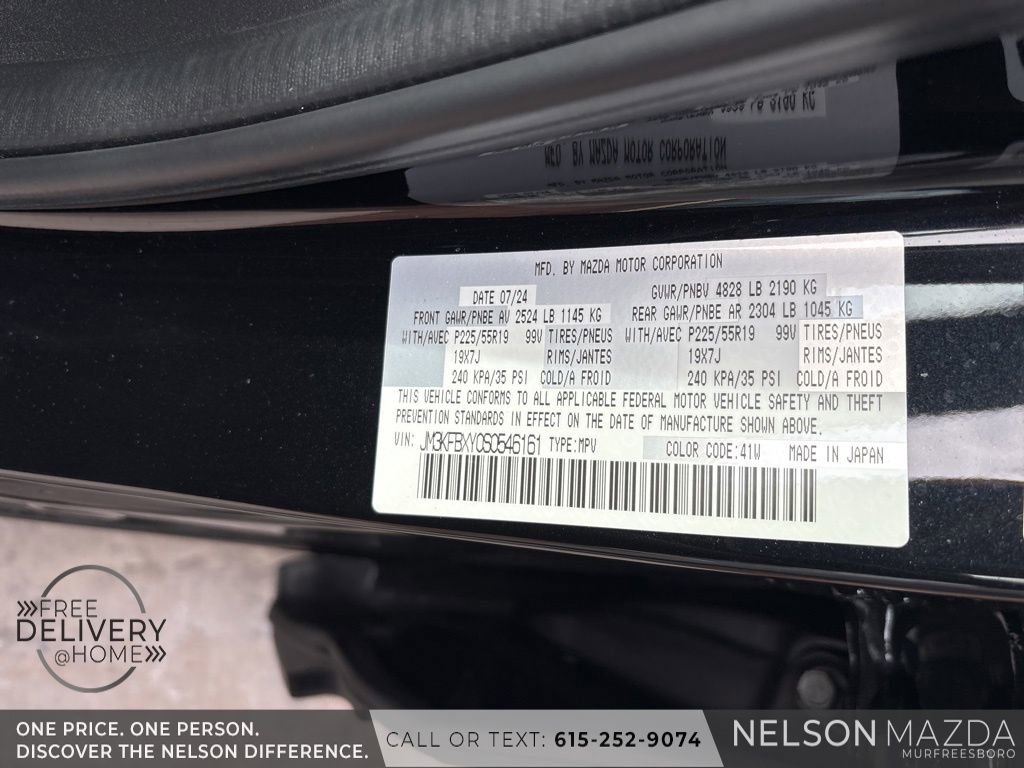 MFD. BY MAZDA MOTOR CORPORATION
DATE 07/24
GVWR/PNBV 4828 LB 2190 KG
FRONT GAWR/PNBE AV 2524 LB 1145 KG
REAR GAWR/PNBE AR 2304 LB 1045 KG
WITH/AVEC P225/55R19 99V TIRES/PNEUS
WITH/AVEC P225/55R19 99V TIRES/PNEUS
19X7J RIMS/JANTES
19X7J RIMS/JANTES
240 KPA/35 PSI COLD/A FROID
240 KPA/35 PSI COLD/A FROID
THIS VEHICLE CONFORMS TO ALL APPLICABLE FEDERAL MOTOR VEHICLE SAFETY AND THEFT
PREVENTION STANDARDS IN EFFECT ON THE DATE OF MANUFACTURE SHOWN ABOVE.
VIN: JM3KFBXY0S0546161 TYPE:MPV
COLOR CODE:41W MADE IN JAPAN
FREE
DELIVERY
@HOME
ONE PRICE. ONE PERSON.
DISCOVER THE NELSON DIFFERENCE.
CALL OR TEXT: 615-252-9074
NELSON MAZDA
MURFREESBORO